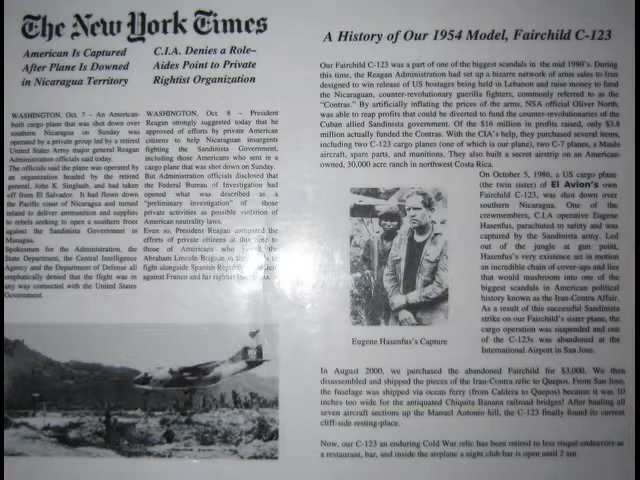 The New York Times
American Is Captured
After Plane Is Downed
in Nicaragua Territory
C.I.A. Denies a Role–
Aides Point to Private
Rightist Organization
WASHINGTON, Oct. 7 - An American-
built cargo plane that was shot down over
southern Nicaragua on Sunday was
operated by a private group led by a retired
United States Army major general Reagan
Administration officials said today.
The officials said the plane was operated by
an organization headed by the retired
general, John K. Singlaub, and had taken
off from El Salvador. It had flown down
the Pacific coast of Nicaragua and turned
inland to deliver ammunition and supplies
to rebels seeking to open a southern front
against the Sandinista Government in
Managua.
Spokesmen for the Administration, the
State Department, the Central Intelligence
Agency and the Department of Defense all
emphatically denied that the flight was in
any way connected with the United States
Government.
WASHINGTON, Oct. 8 - President
Reagan strongly suggested today that he
approved of efforts by private American
citizens to help Nicaraguan insurgents
fighting the Sandinista Government,
including those Americans who sent in a
cargo plane that was shot down on Sunday.
But Administration officials disclosed that
the Federal Bureau of Investigation had
opened what was described as a
"preliminary investigation" of those
private activities as possible violation of
American neutrality laws.
Even so, President Reagan compared the
efforts of private citizens at this time to
those of Americans who joined the
Abraham Lincoln Brigade in the
to fight alongside Spanish
against Franco and his
A History of Our 1954 Model, Fairchild C-123
Our Fairchild C-123 was a part of one of the biggest scandals in the mid 1980's. During
this time, the Reagan Administration had set up a bizarre network of arms sales to Iran
designed to win release of US hostages being held in Lebanon and raise money to fund
the Nicaraguan, counter-revolutionary guerilla fighters, commonly referred to as the
"Contras." By artificially inflating the prices of the arms, NSA official Oliver North,
was able to reap profits that could be diverted to fund the counter-revolutionaries of the
Cuban allied Sandinista government. Of the $16 million in profits raised, only $3.8
million actually funded the Contras. With the CIA's help, they purchased several items,
including two C-123 cargo planes (one of which is our plane), two C-7 planes, a Maule
aircraft, spare parts, and munitions. They also built a secret airstrip on an American-
owned, 30,000 acre ranch in northwest Costa Rica.
On October 5, 1986, a US cargo plane
(the twin sister) of El Avion's own
Fairchild C-123, was shot down over
southern Nicaragua. One of the
crewmembers, C.I.A operative Eugene
Hasenfus, parachuted to safety and was
captured by the Sandinista army. Led
out of the jungle at gun point,
Hasenfus's very existence set in motion
an incredible chain of cover-ups and lies
that would mushroom into one of the
biggest scandals in American political
history known as the Iran-Contra Affair.
As a result of this successful Sandinista
strike on our Fairchild's sister plane, the
cargo operation was suspended and one
of the C-123s was abandoned at the
International Airport in San Jose.
Eugene Hasenfus's Capture
In August 2000, we purchased the abandoned Fairchild for $3,000. We then
disassembled and shipped the pieces of the Iran-Contra relic to Quepos. From San Jose,
the fuselage was shipped via ocean ferry (from Caldera to Quepos) because it was 10
inches too wide for the antiquated Chiquita Banana railroad bridges! After hauling all
seven aircraft sections up the Manuel Antonio hill, the C-123 finally found its current
cliff-side resting-place.
Now, our C-123 an enduring Cold War relic has been retired to less risqué endeavors as
a restaurant, bar, and inside the airplane a night club bar is open until 2 am.